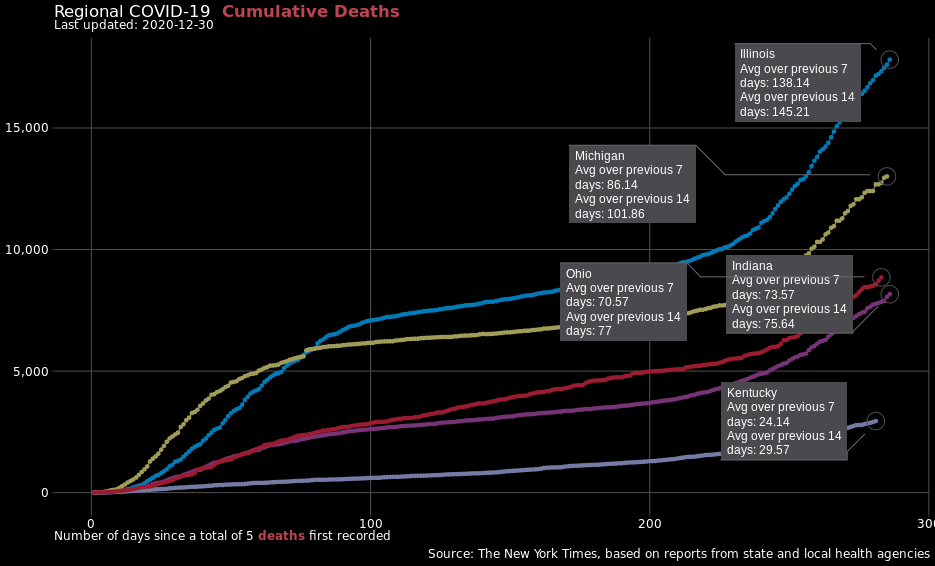 Regional COVID-19 Cumulative Deaths
Last updated: 2020-12-30
Illinois
Avg over previous 7
days: 138.14
Avg over previous 14
days: 145.21
Michigan
Avg over previous 7
days: 86.14
Avg over previous 14
days: 101.86
Ohio
Avg over previous 7
days: 70.57
Avg over previous 14
days: 77
Indiana
Avg over previous 7
days: 73.57
Avg over previous 14
days: 75.64
Kentucky
Avg over previous 7
days: 24.14
Avg over previous 14
days: 29.57
15,000
10,000
5,000
0
0 100 200 300
Number of days since a total of 5 deaths first recorded
Source: The New York Times, based on reports from state and local health agencies